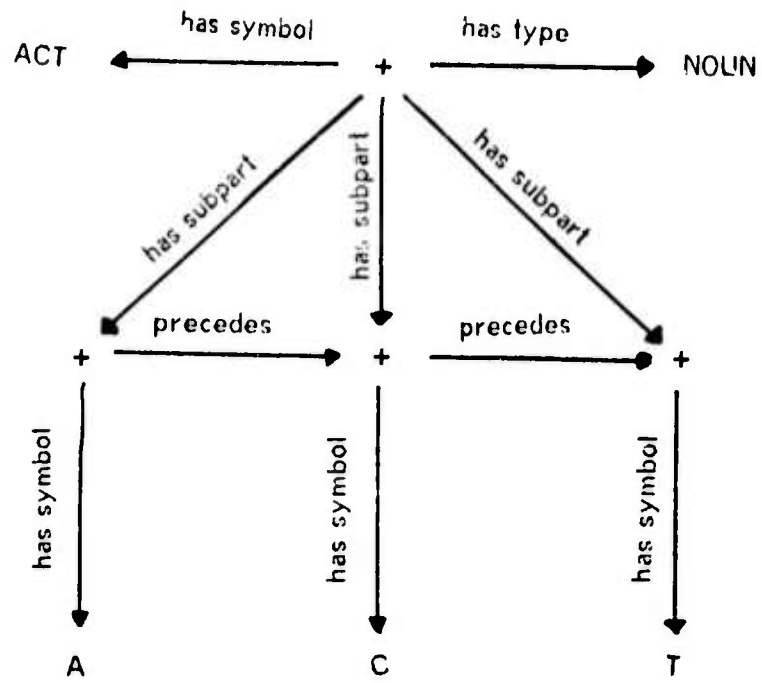 has symbol has type
ACT + NOUN
has subpart has subpart has subpart
precedes precedes
+ + +
has symbol has symbol has symbol
A C T